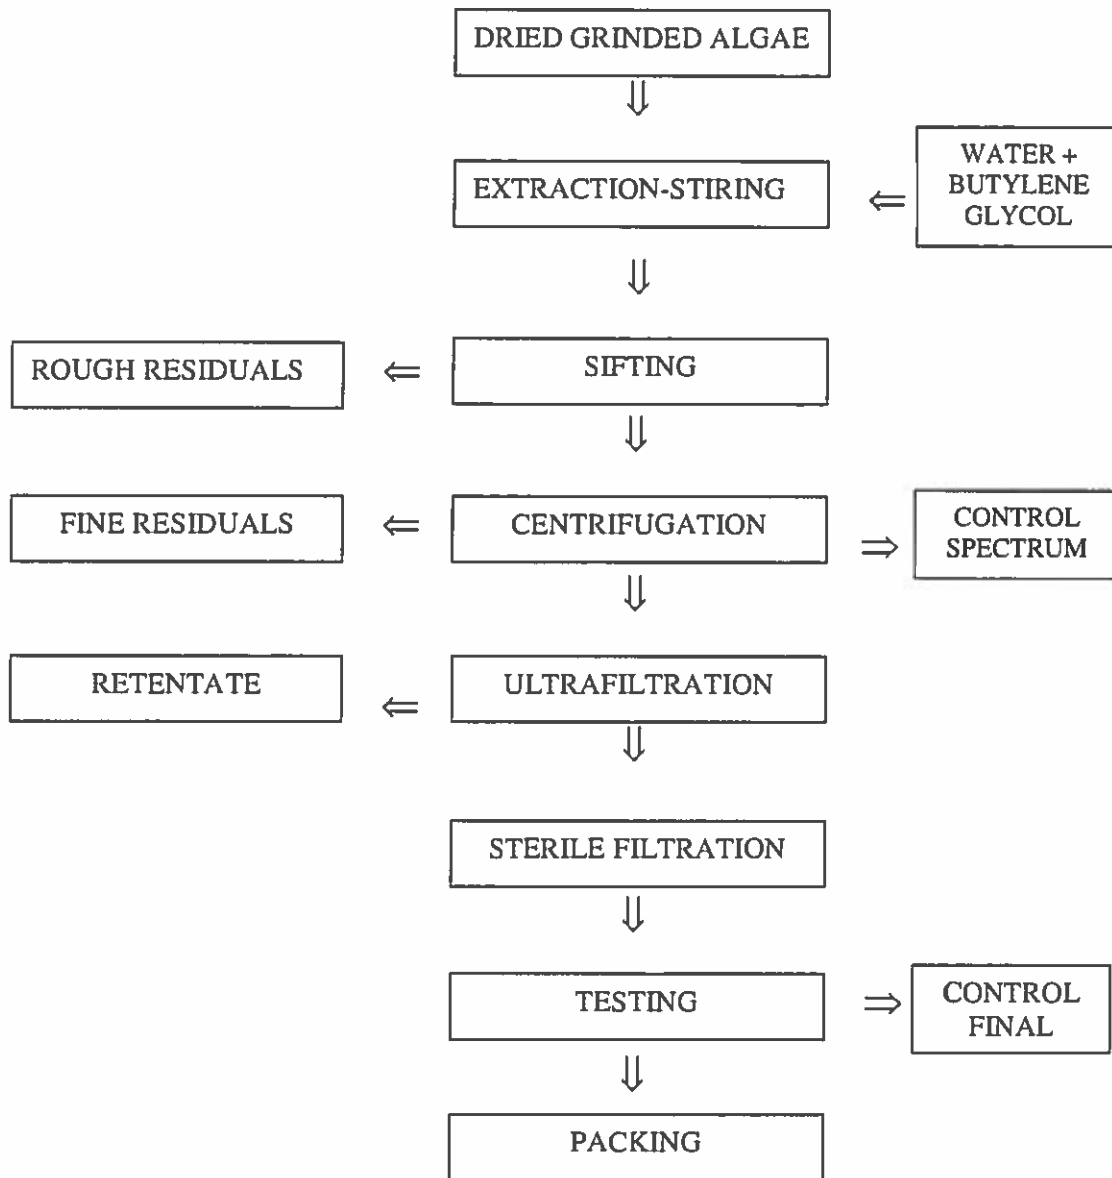 DRIED GRINDED ALGAE
WATER +
BUTYLENE
GLYCOL
EXTRACTION-STIRING
ROUGH RESIDUALS
SIFTING
FINE RESIDUALS
CENTRIFUGATION
CONTROL
SPECTRUM
RETENTATE
ULTRAFILTRATION
STERILE FILTRATION
TESTING
CONTROL
FINAL
PACKING